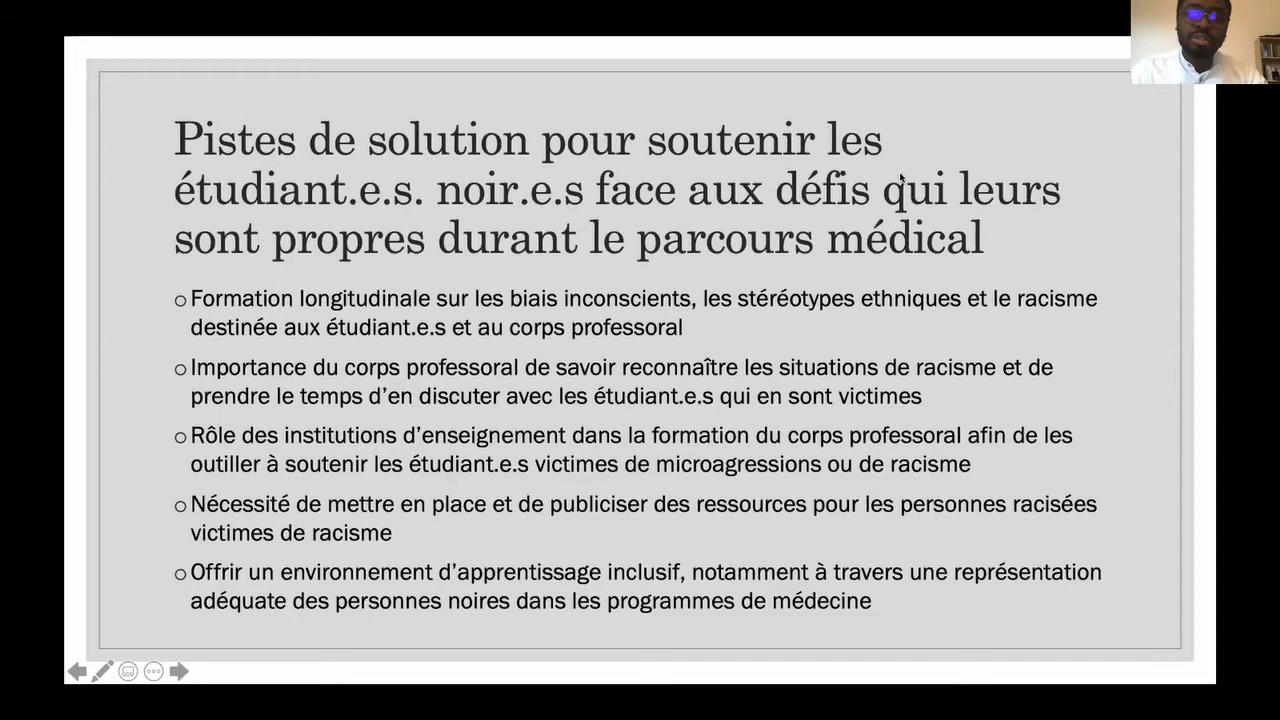 Pistes de solution pour soutenir les
étudiant.e.s. noir.e.s face aux défis qui leurs
sont propres durant le parcours médical
Formation longitudinale sur les biais inconscients, les stéréotypes ethniques et le racisme
destinée aux étudiant.e.s et au corps professoral
Importance du corps professoral de savoir reconnaître les situations de racisme et de
prendre le temps d’en discuter avec les étudiant.e.s qui en sont victimes
Rôle des institutions d’enseignement dans la formation du corps professoral afin de les
outiller à soutenir les étudiant.e.s victimes de microagressions ou de racisme
Nécessité de mettre en place et de publiciser des ressources pour les personnes racisées
victimes de racisme
Offrir un environnement d’apprentissage inclusif, notamment à travers une représentation
adéquate des personnes noires dans les programmes de médecine